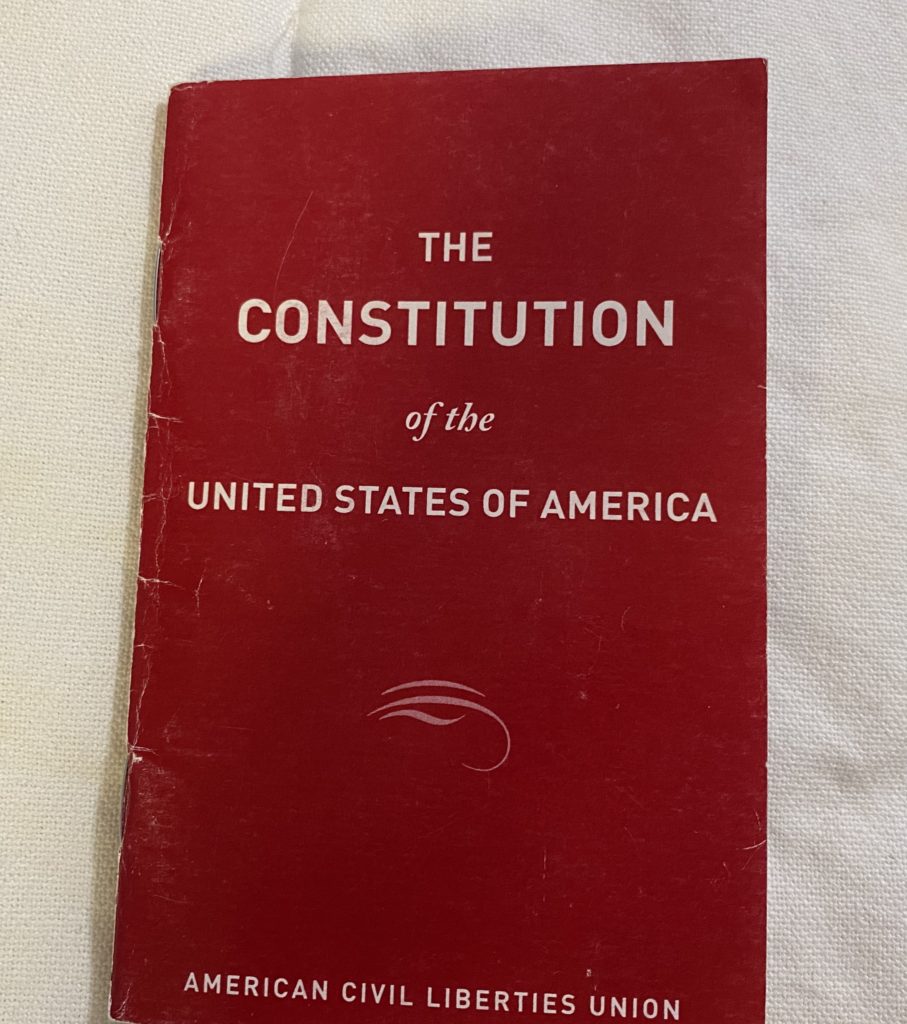 THE
CONSTITUTION
of the
UNITED STATES OF AMERICA
AMERICAN CIVIL LIBERTIES UNION